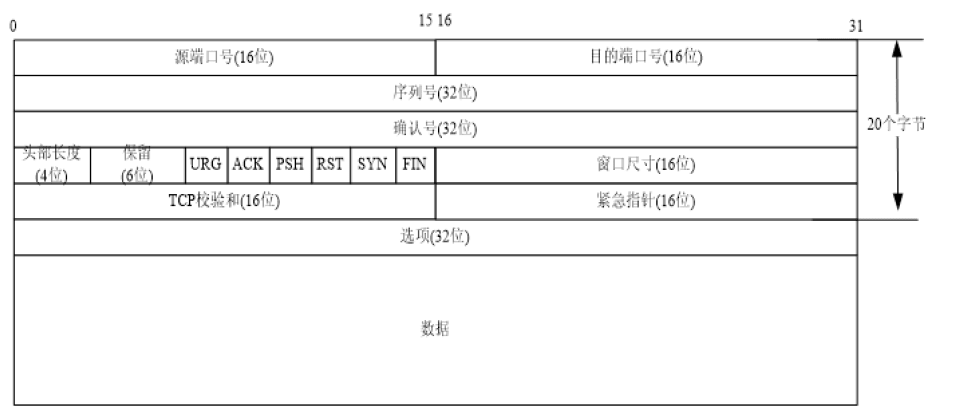 0 15 16 31
源端口号(16位) 目的端口号(16位)
序列号(32位)
确认号(32位)
20个字节
头部长度 保留
(4位) (6位) URG ACK PSH RST SYN FIN 窗口尺寸(16位)
TCP校验和(16位) 紧急指针(16位)
选项(32位)
数据